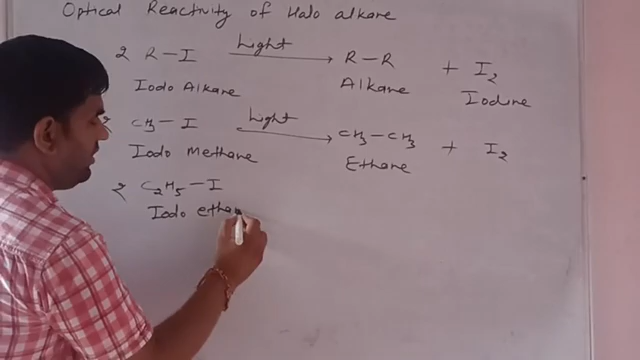 Optical Reactivity of Halo alkane
2 R-I Light R-R + I2
Iodo Alkane Alkane Iodine
CH3-I Light CH3-CH3 + I2
Iodo Methane Ethane
2 C2H5-I
Iodo etha